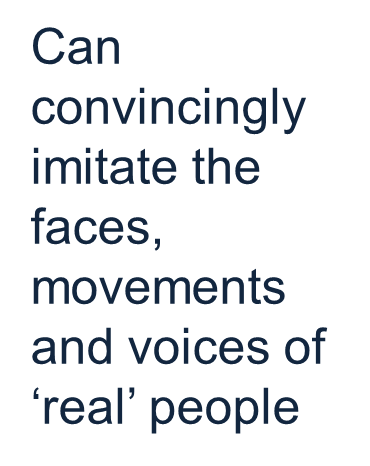 Can
convincingly
imitate the
faces,
movements
and voices of
‘real’ people